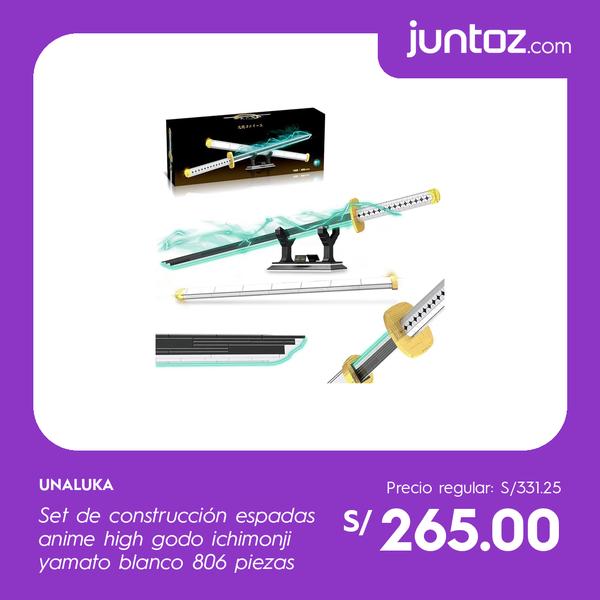 juntoz.com
UNALUKA
Set de construcción espadas
anime high godo ichimonji
yamato blanco 806 piezas
Precio regular: S/331.25
S/ 265.00